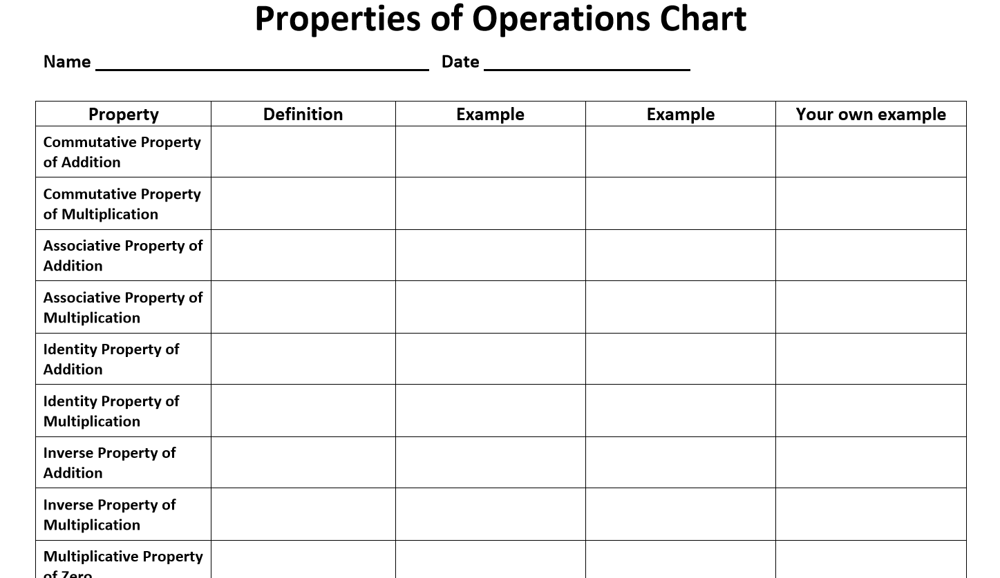 Properties of Operations Chart
Name Date
Property Definition Example Example Your own example
Commutative Property
of Addition
Commutative Property
of Multiplication
Associative Property of
Addition
Associative Property of
Multiplication
Identity Property of
Addition
Identity Property of
Multiplication
Inverse Property of
Addition
Inverse Property of
Multiplication
Multiplicative Property
of Zero